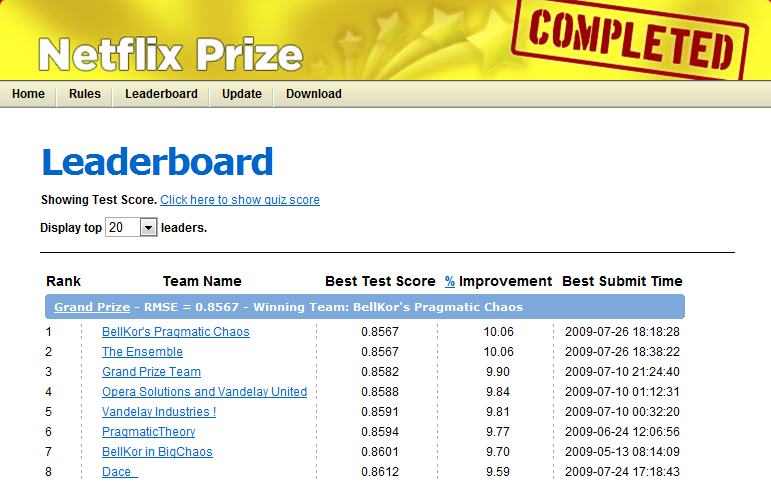 Netflix Prize
COMPLETED
Home Rules Leaderboard Update Download
Leaderboard
Showing Test Score. Click here to show quiz score
Display top 20 leaders.
Rank Team Name Best Test Score % Improvement Best Submit Time
Grand Prize - RMSE = 0.8567 - Winning Team: BellKor's Pragmatic Chaos
1 BellKor's Pragmatic Chaos 0.8567 10.06 2009-07-26 18:18:28
2 The Ensemble 0.8567 10.06 2009-07-26 18:38:22
3 Grand Prize Team 0.8582 9.90 2009-07-10 21:24:40
4 Opera Solutions and Vandelay United 0.8588 9.84 2009-07-10 01:12:31
5 Vandelay Industries ! 0.8591 9.81 2009-07-10 00:32:20
6 PragmaticTheory 0.8594 9.77 2009-06-24 12:06:56
7 BellKor in BigChaos 0.8601 9.70 2009-05-13 08:14:09
8 Dace_ 0.8612 9.59 2009-07-24 17:18:43